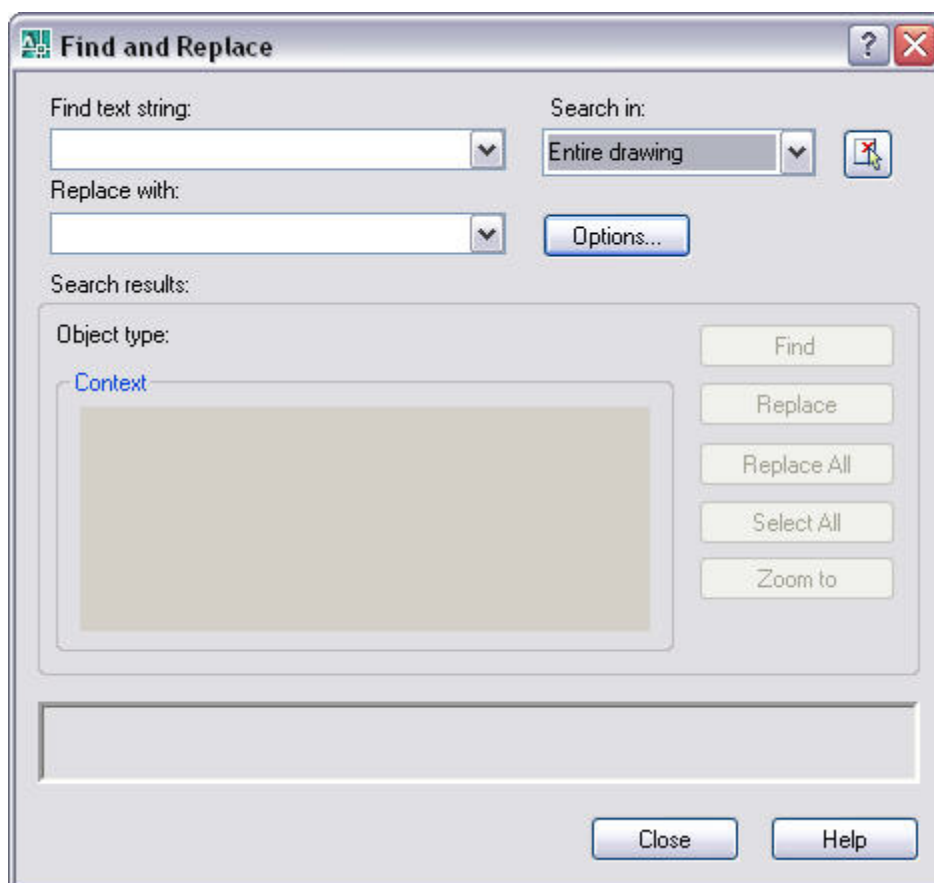 Find and Replace
Find text string:
Search in:
Entire drawing
Replace with:
Options...
Search results:
Object type:
Find
Context
Replace
Replace All
Select All
Zoom to
Close
Help